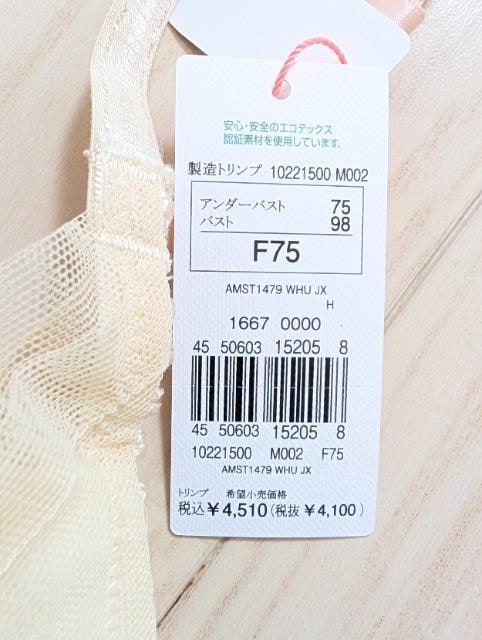 安心・安全のエコテックス
認証素材を使用しています。
製造トリンプ 10221500 M002
アンダーバスト 75
バスト 98
F75
AMST1479 WHU JX
H
1667 0000
45 50603 15205 8
45 50603 15205 8
10221500 M002 F75
AMST1479 WHU JX
トリンプ 希望小売価格
税込¥4,510(税抜 ¥4,100)